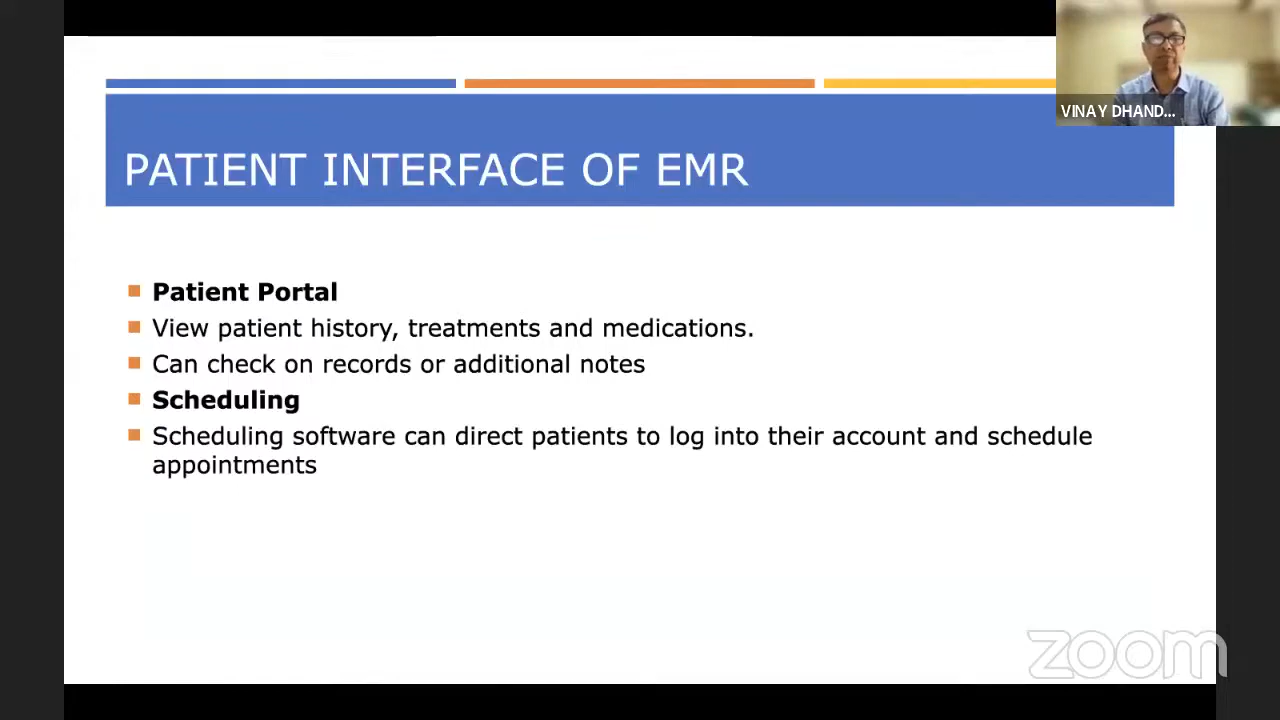 VINAY DHAND...
PATIENT INTERFACE OF EMR
Patient Portal
View patient history, treatments and medications.
Can check on records or additional notes
Scheduling
Scheduling software can direct patients to log into their account and schedule
appointments
zoom